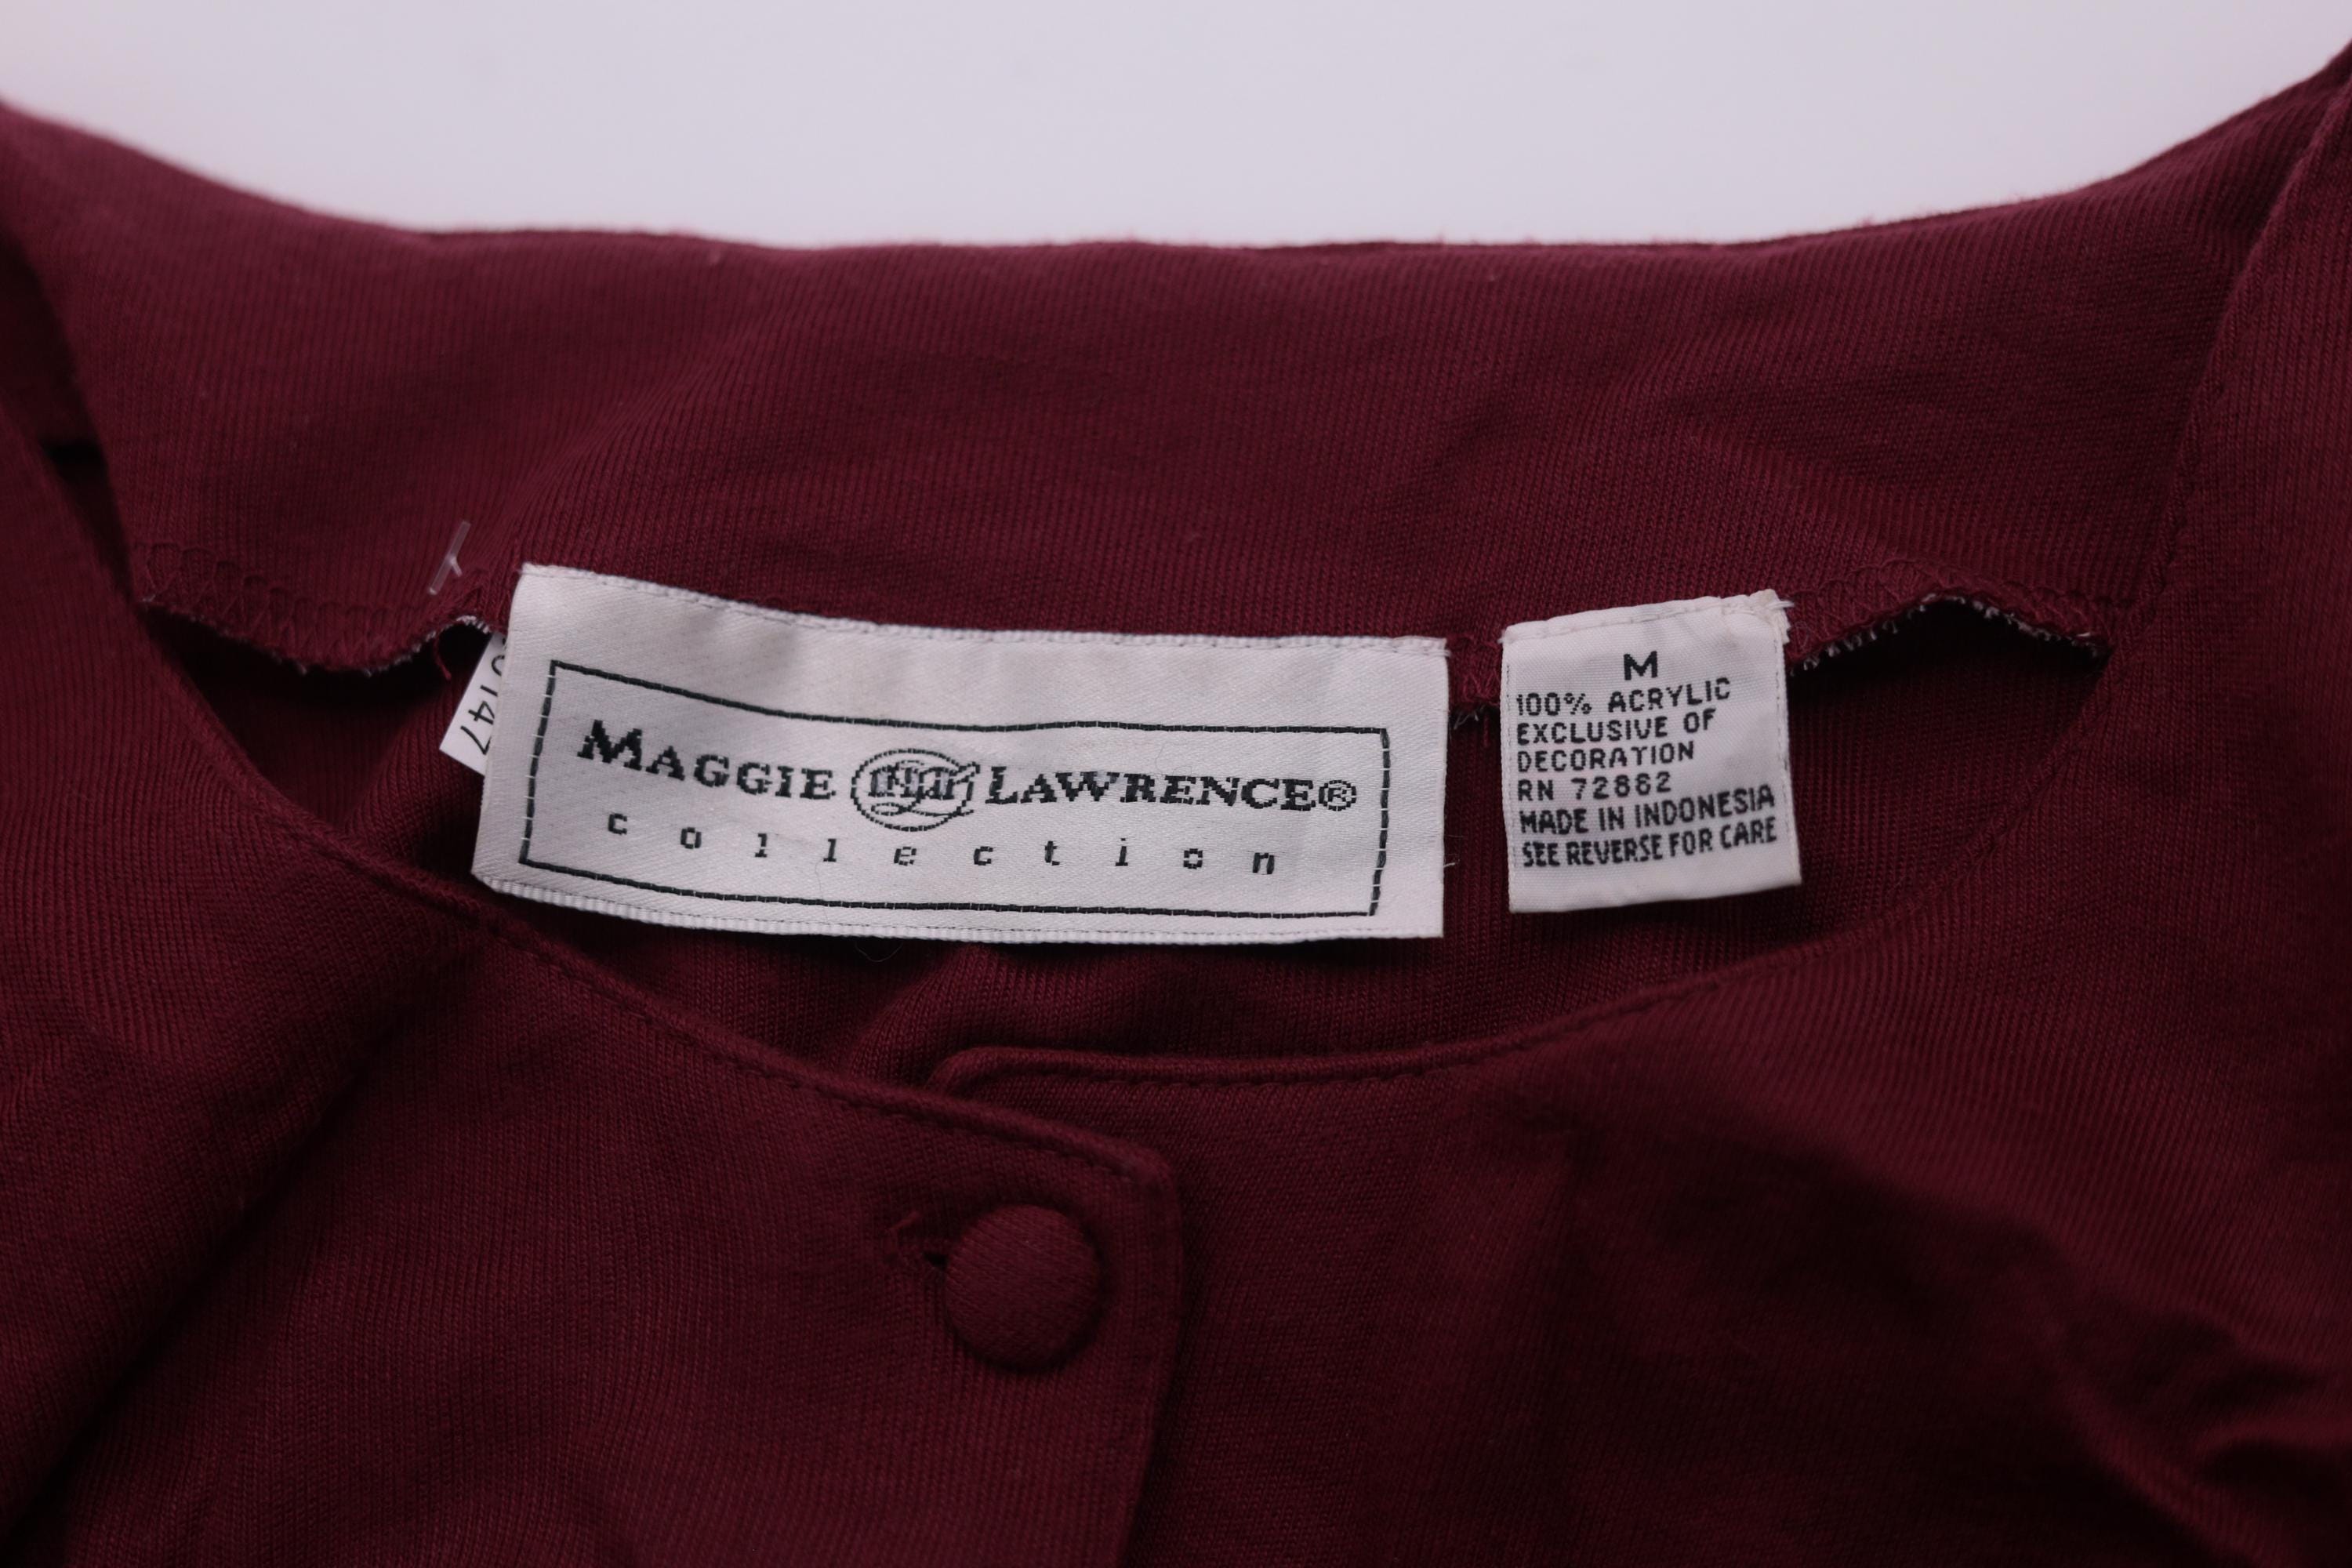 MAGGIE LAWRENCE®
collection
M
100% ACRYLIC
EXCLUSIVE OF
DECORATION
RN 72882
MADE IN INDONESIA
SEE REVERSE FOR CARE